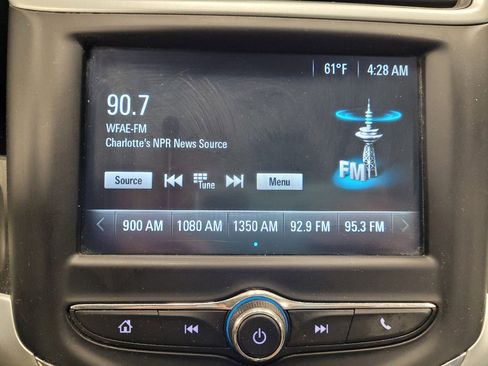 61°F 4:28 AM
90.7
WFAE-FM
Charlotte's NPR News Source
FM
Source Tune Menu
900 AM 1080 AM 1350 AM 92.9 FM 95.3 FM